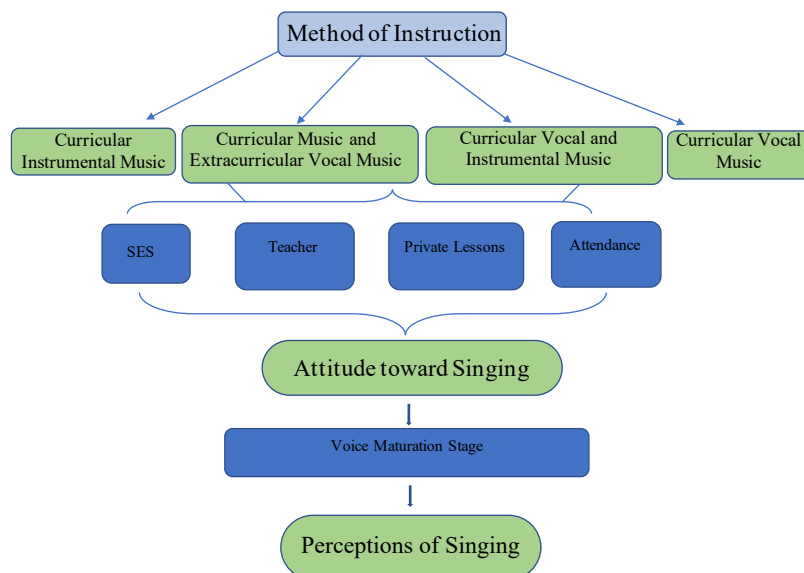 Method of Instruction
Curricular
Instrumental Music
Curricular Music and
Extracurricular Vocal Music
Curricular Vocal and
Instrumental Music
Curricular Vocal
Music
SES
Teacher
Private Lessons
Attendance
Attitude toward Singing
Voice Maturation Stage
Perceptions of Singing